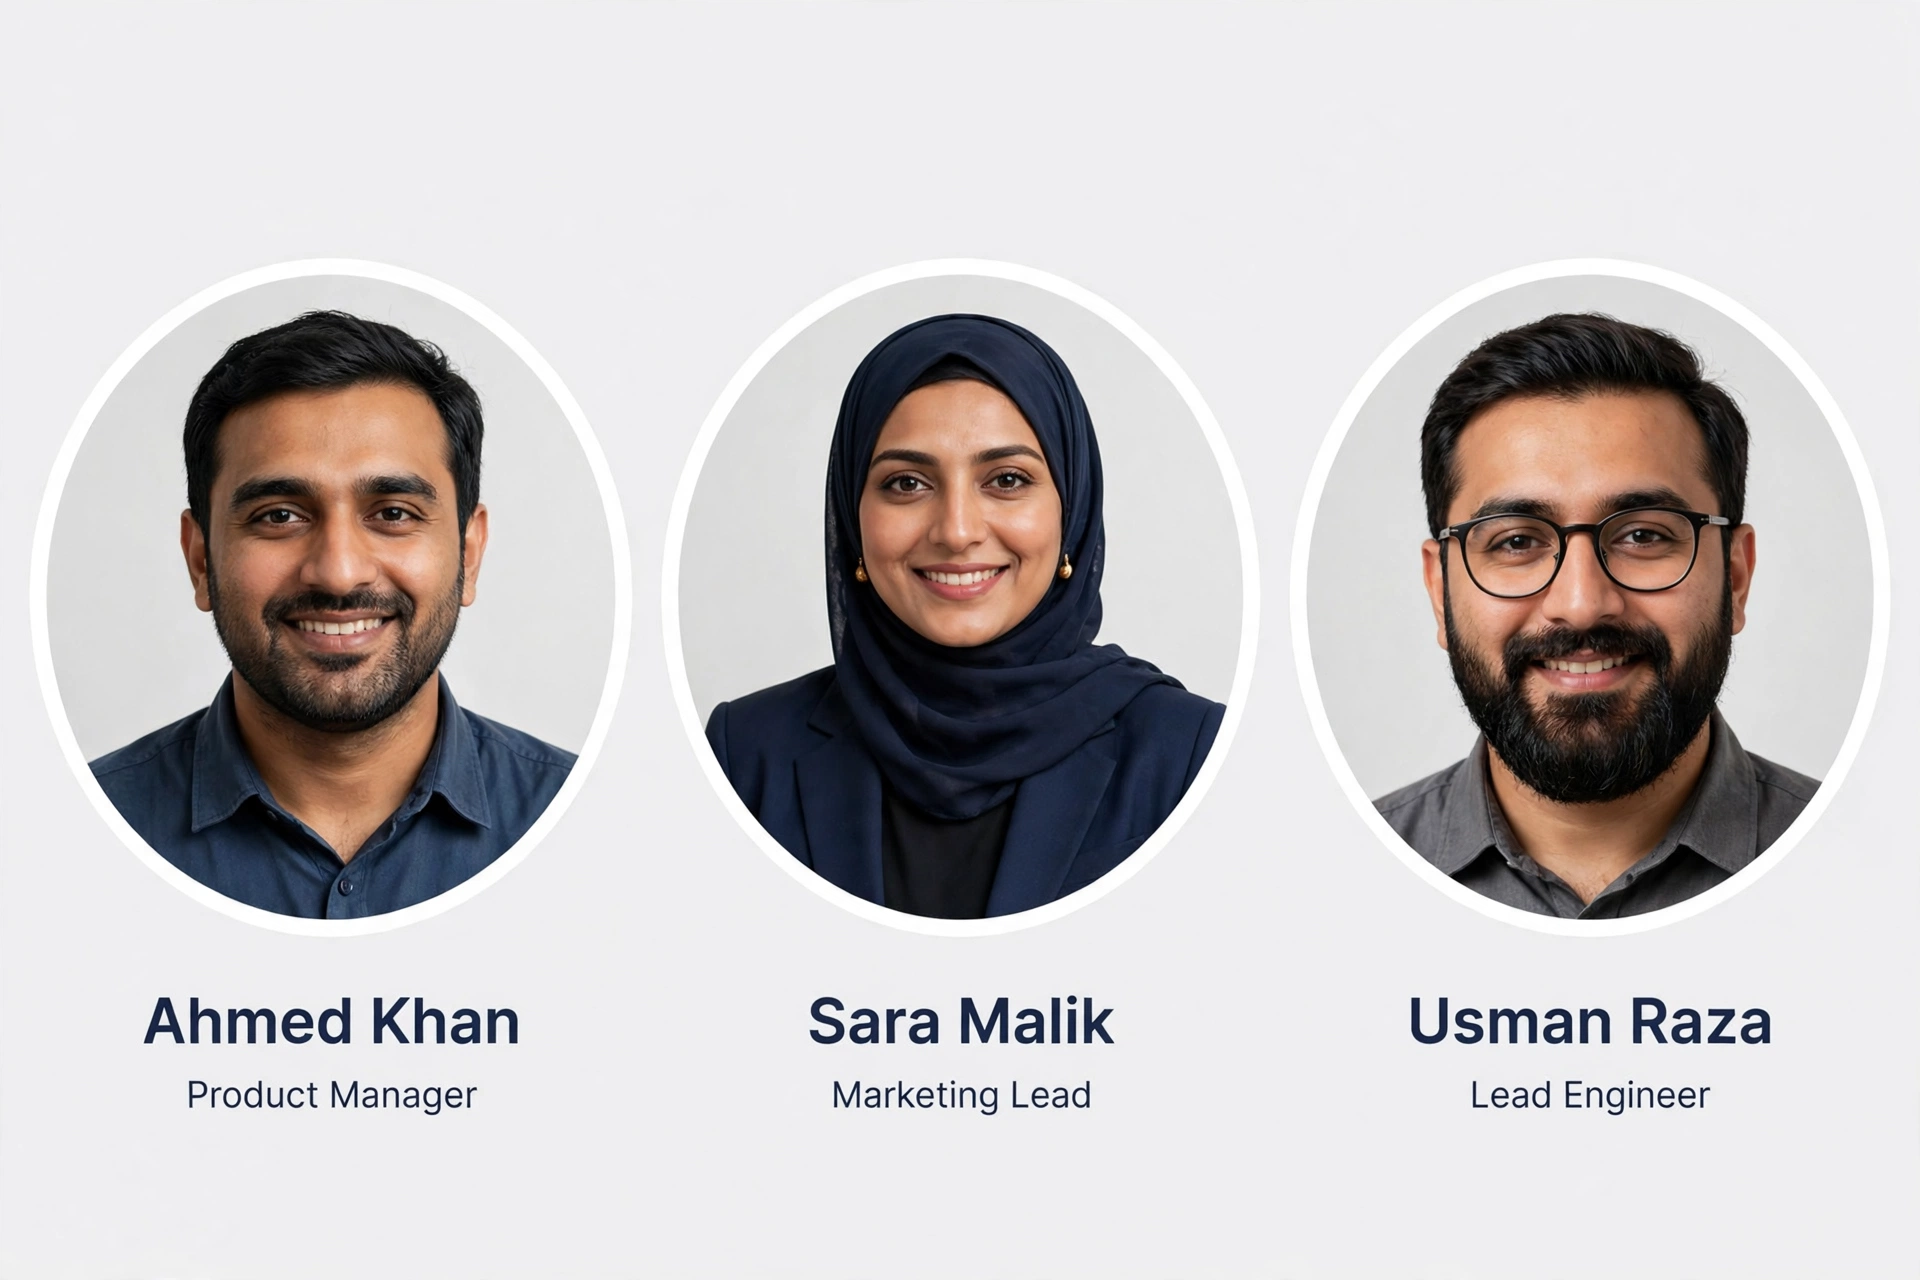 Ahmed Khan
Product Manager
Sara Malik
Marketing Lead
Usman Raza
Lead Engineer